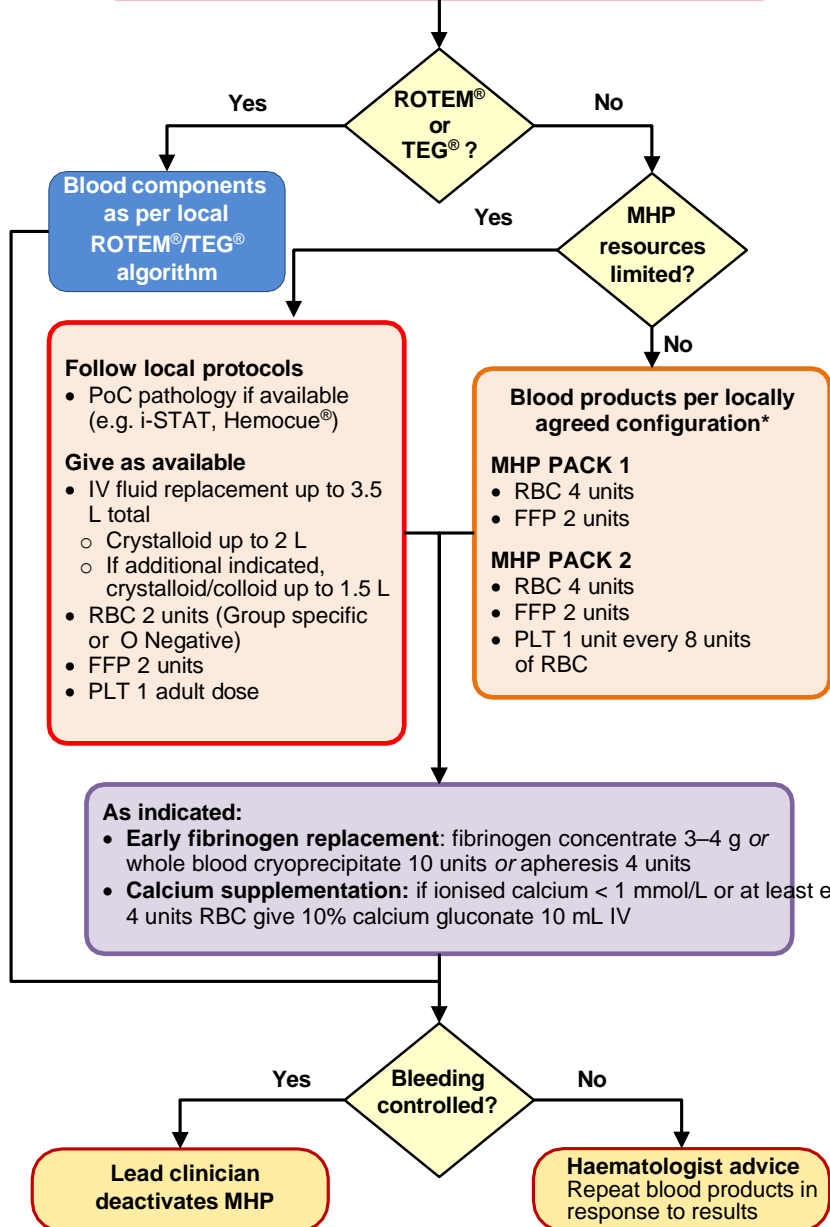 ROTEM®
or
TEG® ?
Yes
No
Blood components
as per local
ROTEM®/TEG®
algorithm
MHP
resources
limited?
Yes
No
Follow local protocols
• PoC pathology if available
(e.g. i-STAT, Hemocue®)
Give as available
• IV fluid replacement up to 3.5
L total
o Crystalloid up to 2 L
o If additional indicated,
crystalloid/colloid up to 1.5 L
• RBC 2 units (Group specific
or O Negative)
• FFP 2 units
• PLT 1 adult dose
Blood products per locally
agreed configuration*
MHP PACK 1
• RBC 4 units
• FFP 2 units
MHP PACK 2
• RBC 4 units
• FFP 2 units
• PLT 1 unit every 8 units
of RBC
As indicated:
• Early fibrinogen replacement: fibrinogen concentrate 3–4 g or
whole blood cryoprecipitate 10 units or apheresis 4 units
• Calcium supplementation: if ionised calcium < 1 mmol/L or at least e
4 units RBC give 10% calcium gluconate 10 mL IV
Bleeding
controlled?
Yes
No
Lead clinician
deactivates MHP
Haematologist advice
Repeat blood products in
response to results